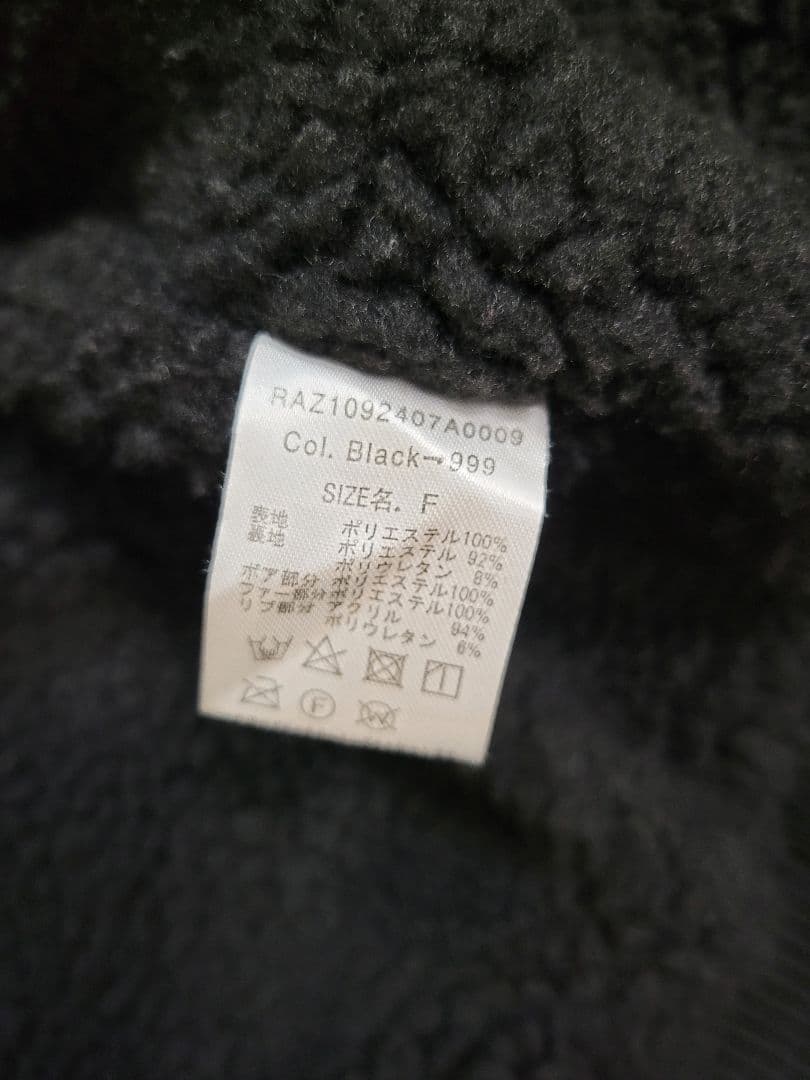 RAZ1092407A0009
Col. Black→999
SIZE名. F
表地 ポリエステル100%
裏地 ポリエステル 92%
ポリウレタン 8%
ボア部分 ポリエステル100%
ファー部分 ポリエステル100%
リブ部分 アクリル 94%
ポリウレタン 6%
F
W